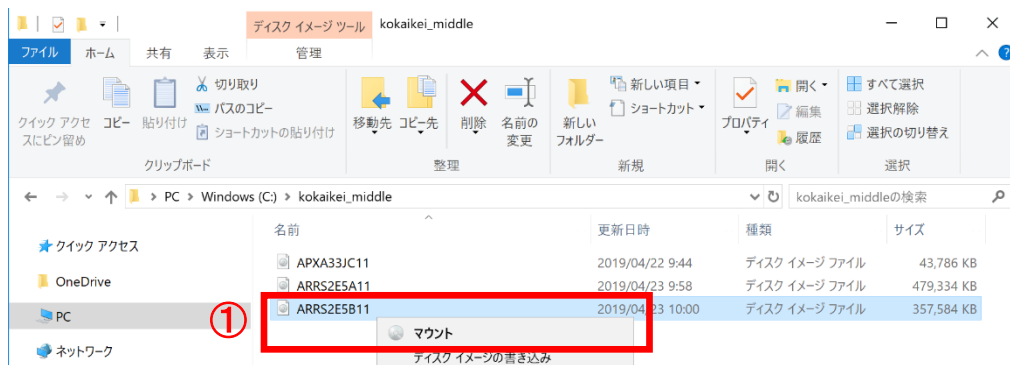 ディスク イメージ ツール kokaikei_middle
ファイル ホーム 共有 表示 管理
クイック アクセスにピン留め
コピー
貼り付け
切り取り
パスのコピー
ショートカットの貼り付け
クリップボード
移動先
コピー先
削除
名前の変更
整理
新しいフォルダー
新しい項目
ショートカット
新規
プロパティ
開く
編集
履歴
開く
すべて選択
選択解除
選択の切り替え
選択
PC > Windows (C:) > kokaikei_middle
kokaikei_middleの検索
名前 更新日時 種類 サイズ
クイック アクセス
OneDrive
PC
ネットワーク
APXA33JC11 2019/04/22 9:44 ディスク イメージ ファイル 43,786 KB
ARRS2E5A11 2019/04/23 9:58 ディスク イメージ ファイル 479,334 KB
ARRS2E5B11 2019/04/23 10:00 ディスク イメージ ファイル 357,584 KB
①
マウント
ディスク イメージの書き込み